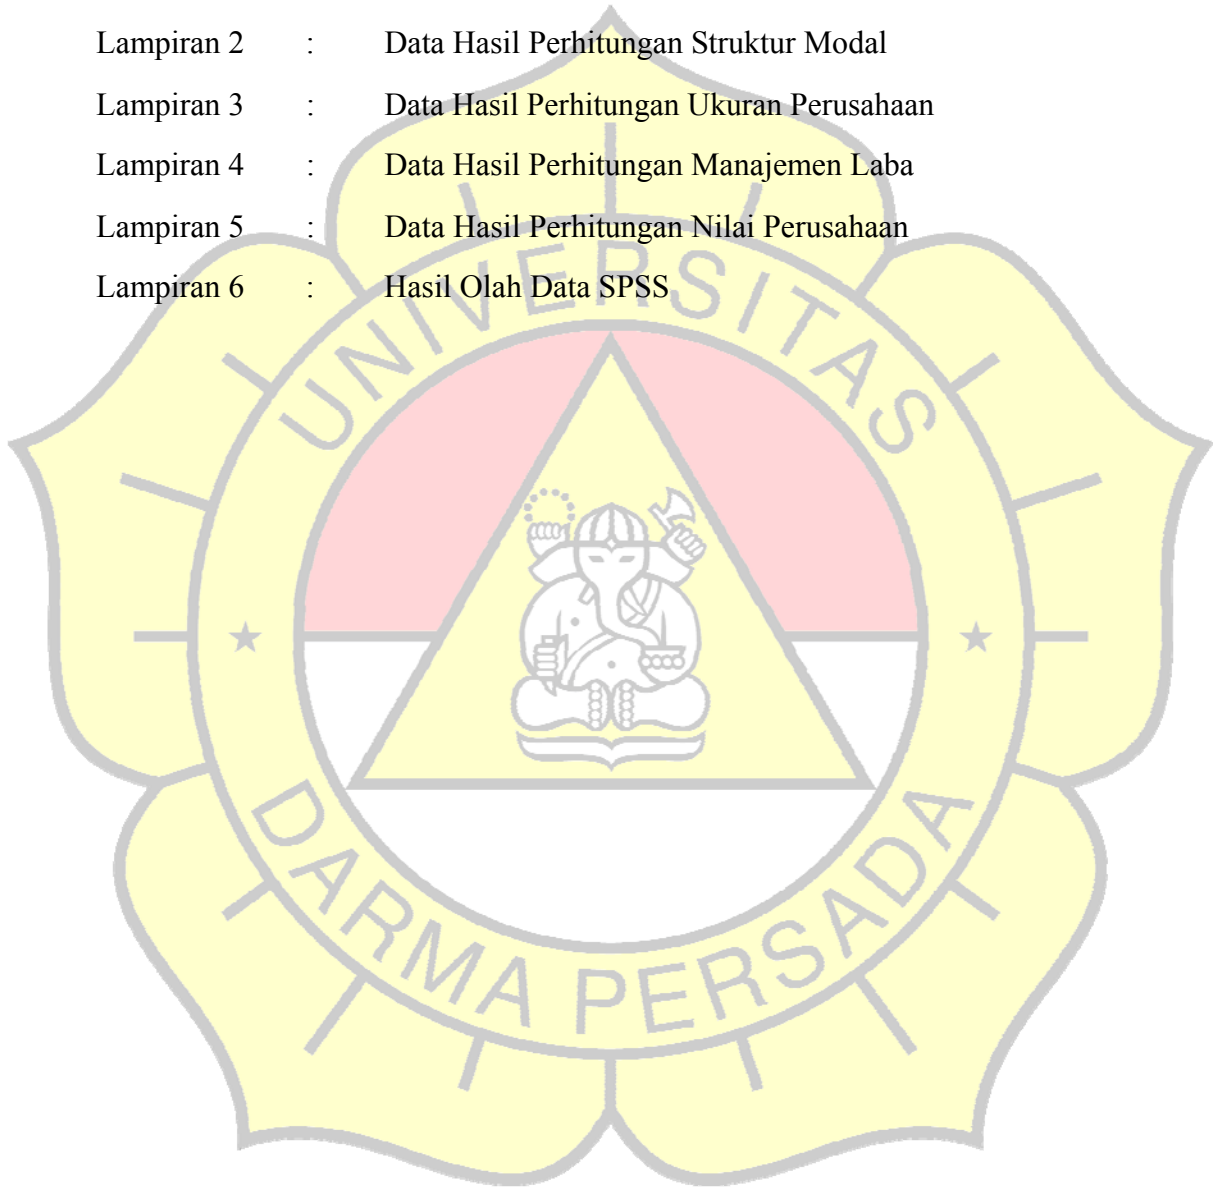 Lampiran 2 : Data Hasil Perhitungan Struktur Modal
Lampiran 3 : Data Hasil Perhitungan Ukuran Perusahaan
Lampiran 4 : Data Hasil Perhitungan Manajemen Laba
Lampiran 5 : Data Hasil Perhitungan Nilai Perusahaan
Lampiran 6 : Hasil Olah Data SPSS
UNIVERSITAS
DARMA PERSADA